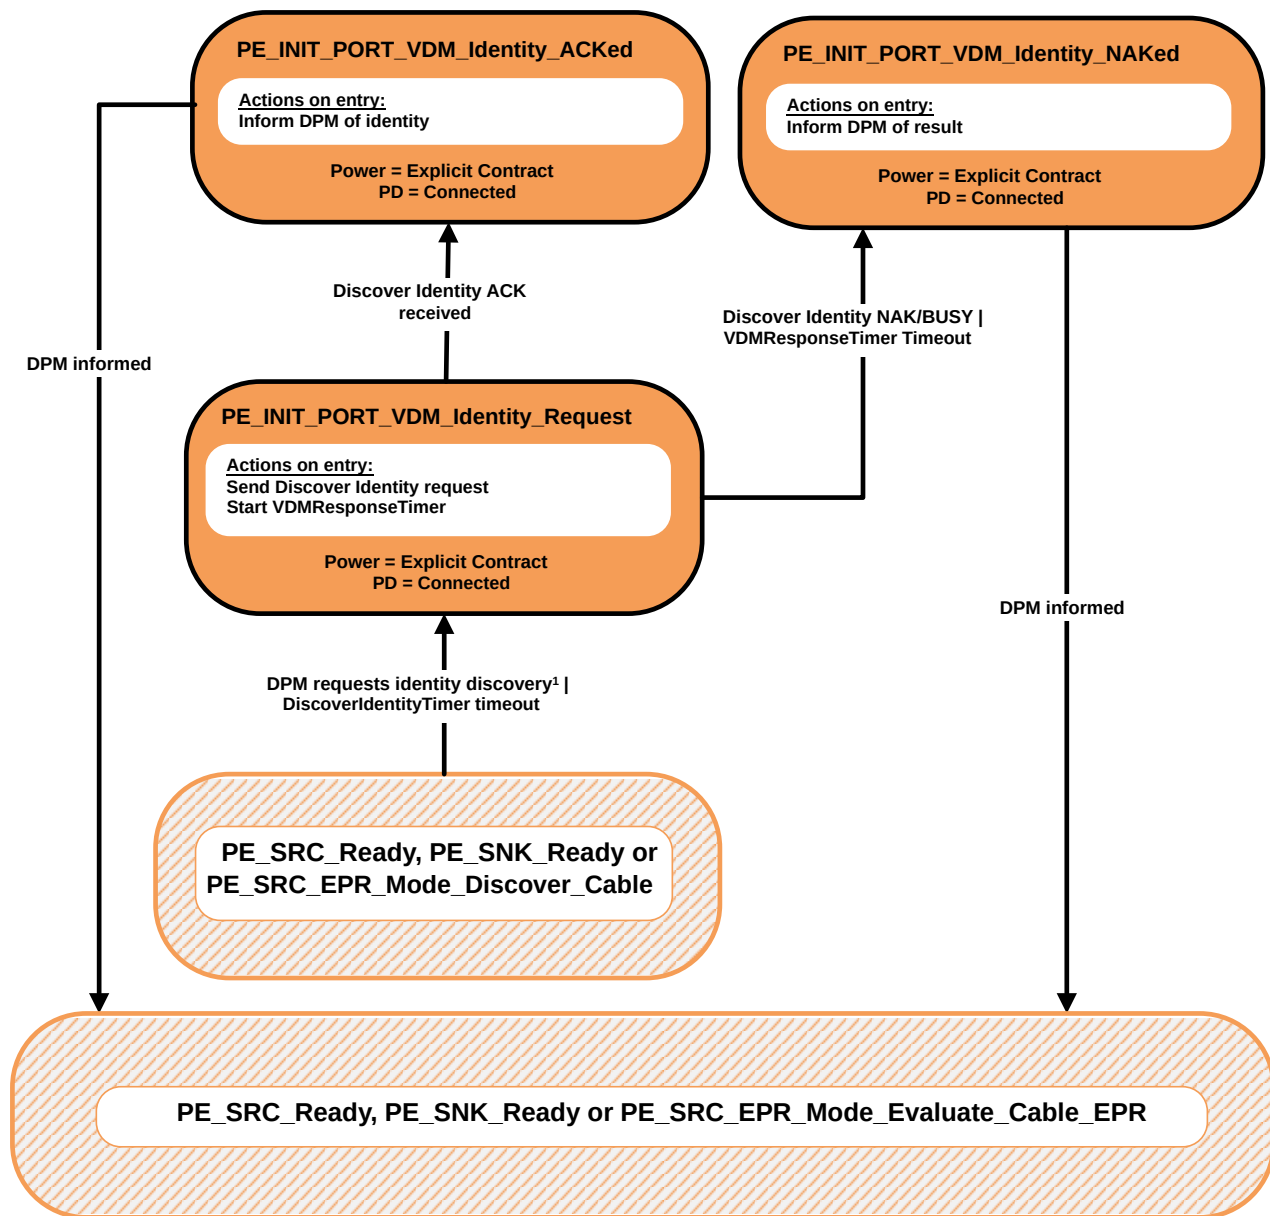 PE_INIT_PORT_VDM_Identity_ACKed
Actions on entry:
Inform DPM of identity
Power = Explicit Contract
PD = Connected
PE_INIT_PORT_VDM_Identity_NAKed
Actions on entry:
Inform DPM of result
Power = Explicit Contract
PD = Connected
Discover Identity ACK
received
Discover Identity NAK/BUSY |
VDMResponseTimer Timeout
DPM informed
PE_INIT_PORT_VDM_Identity_Request
Actions on entry:
Send Discover Identity request
Start VDMResponseTimer
Power = Explicit Contract
PD = Connected
DPM informed
DPM requests identity discovery¹ |
DiscoverIdentityTimer timeout
PE_SRC_Ready, PE_SNK_Ready or
PE_SRC_EPR_Mode_Discover_Cable
PE_SRC_Ready, PE_SNK_Ready or PE_SRC_EPR_Mode_Evaluate_Cable_EPR